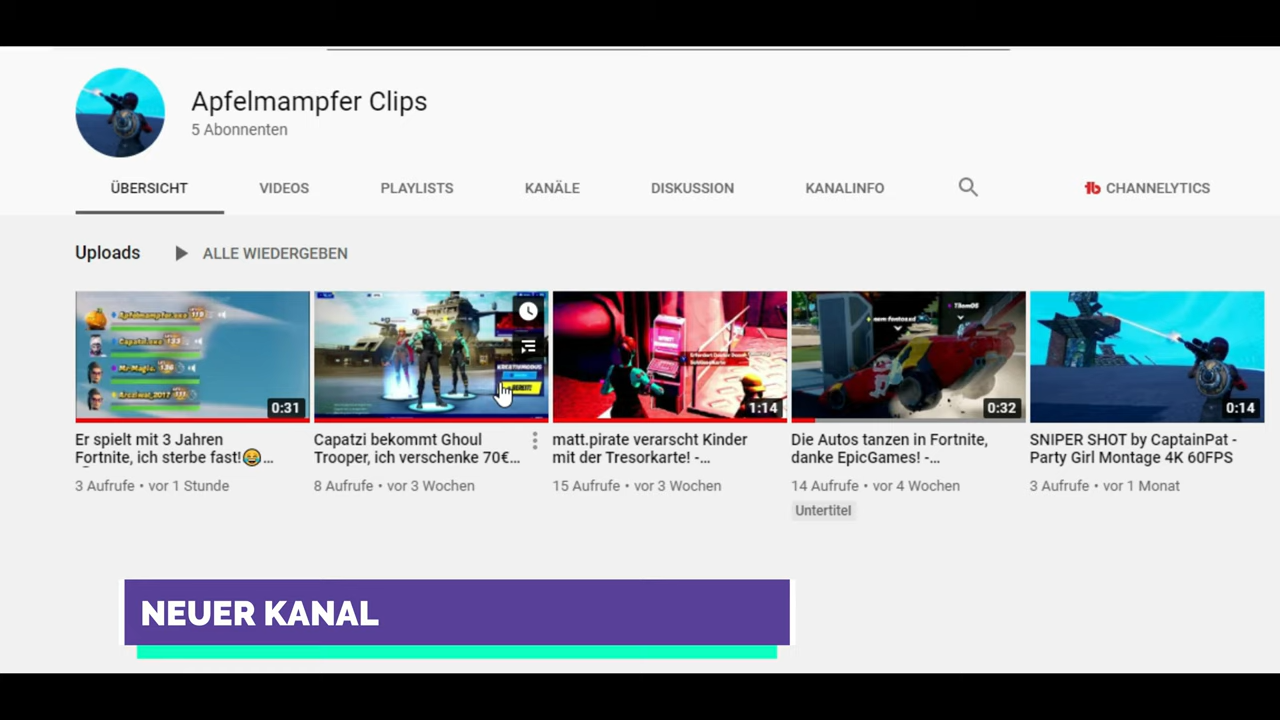 Apfelmampfer Clips
5 Abonnenten
ÜBERSICHT VIDEOS PLAYLISTS KANÄLE DISKUSSION KANALINFO CHANNELYTICS
Uploads ALLE WIEDERGEBEN
0:31
1:14
0:32
0:14
Er spielt mit 3 Jahren
Fortnite, ich sterbe fast!😂...
3 Aufrufe • vor 1 Stunde
Capatzi bekommt Ghoul
Trooper, ich verschenke 70€...
8 Aufrufe • vor 3 Wochen
matt.pirate verarscht Kinder
mit der Tresorkarte! -...
15 Aufrufe • vor 3 Wochen
Die Autos tanzen in Fortnite,
danke EpicGames! -...
14 Aufrufe • vor 4 Wochen
Untertitel
SNIPER SHOT by CaptainPat -
Party Girl Montage 4K 60FPS
3 Aufrufe • vor 1 Monat
NEUER KANAL